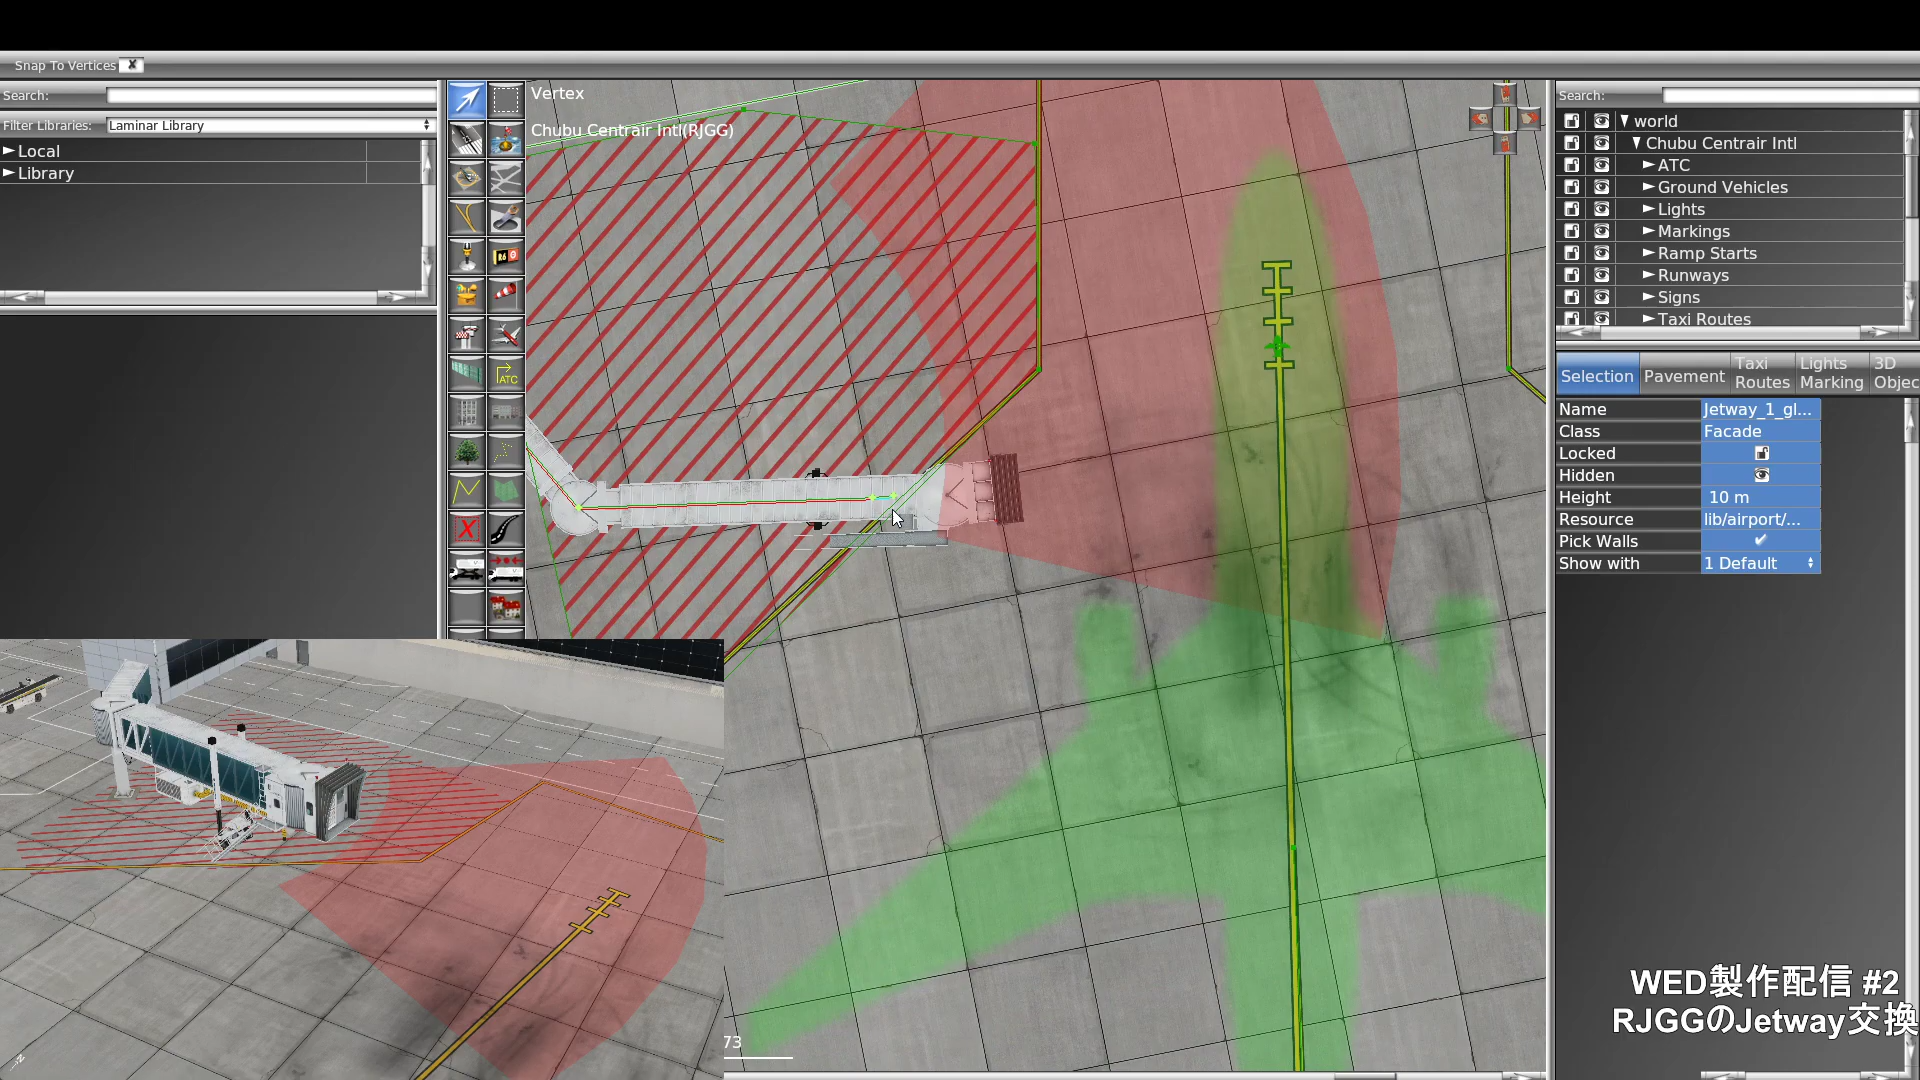 Snap To Vertices
Search:
Filter Libraries: Laminar Library
Local
Library
Vertex
Chubu Centrair Intl(RJGG)
R6
ATC
73
Search:
world
Chubu Centrair Intl
ATC
Ground Vehicles
Lights
Markings
Ramp Starts
Runways
Signs
Taxi Routes
Selection
Pavement
Taxi Routes
Lights Marking
3D Objec
Name Jetway_1_gl...
Class Facade
Locked
Hidden
Height 10 m
Resource lib/airport/...
Pick Walls
Show with 1 Default
WED製作配信 #2
RJGGのJetway交換